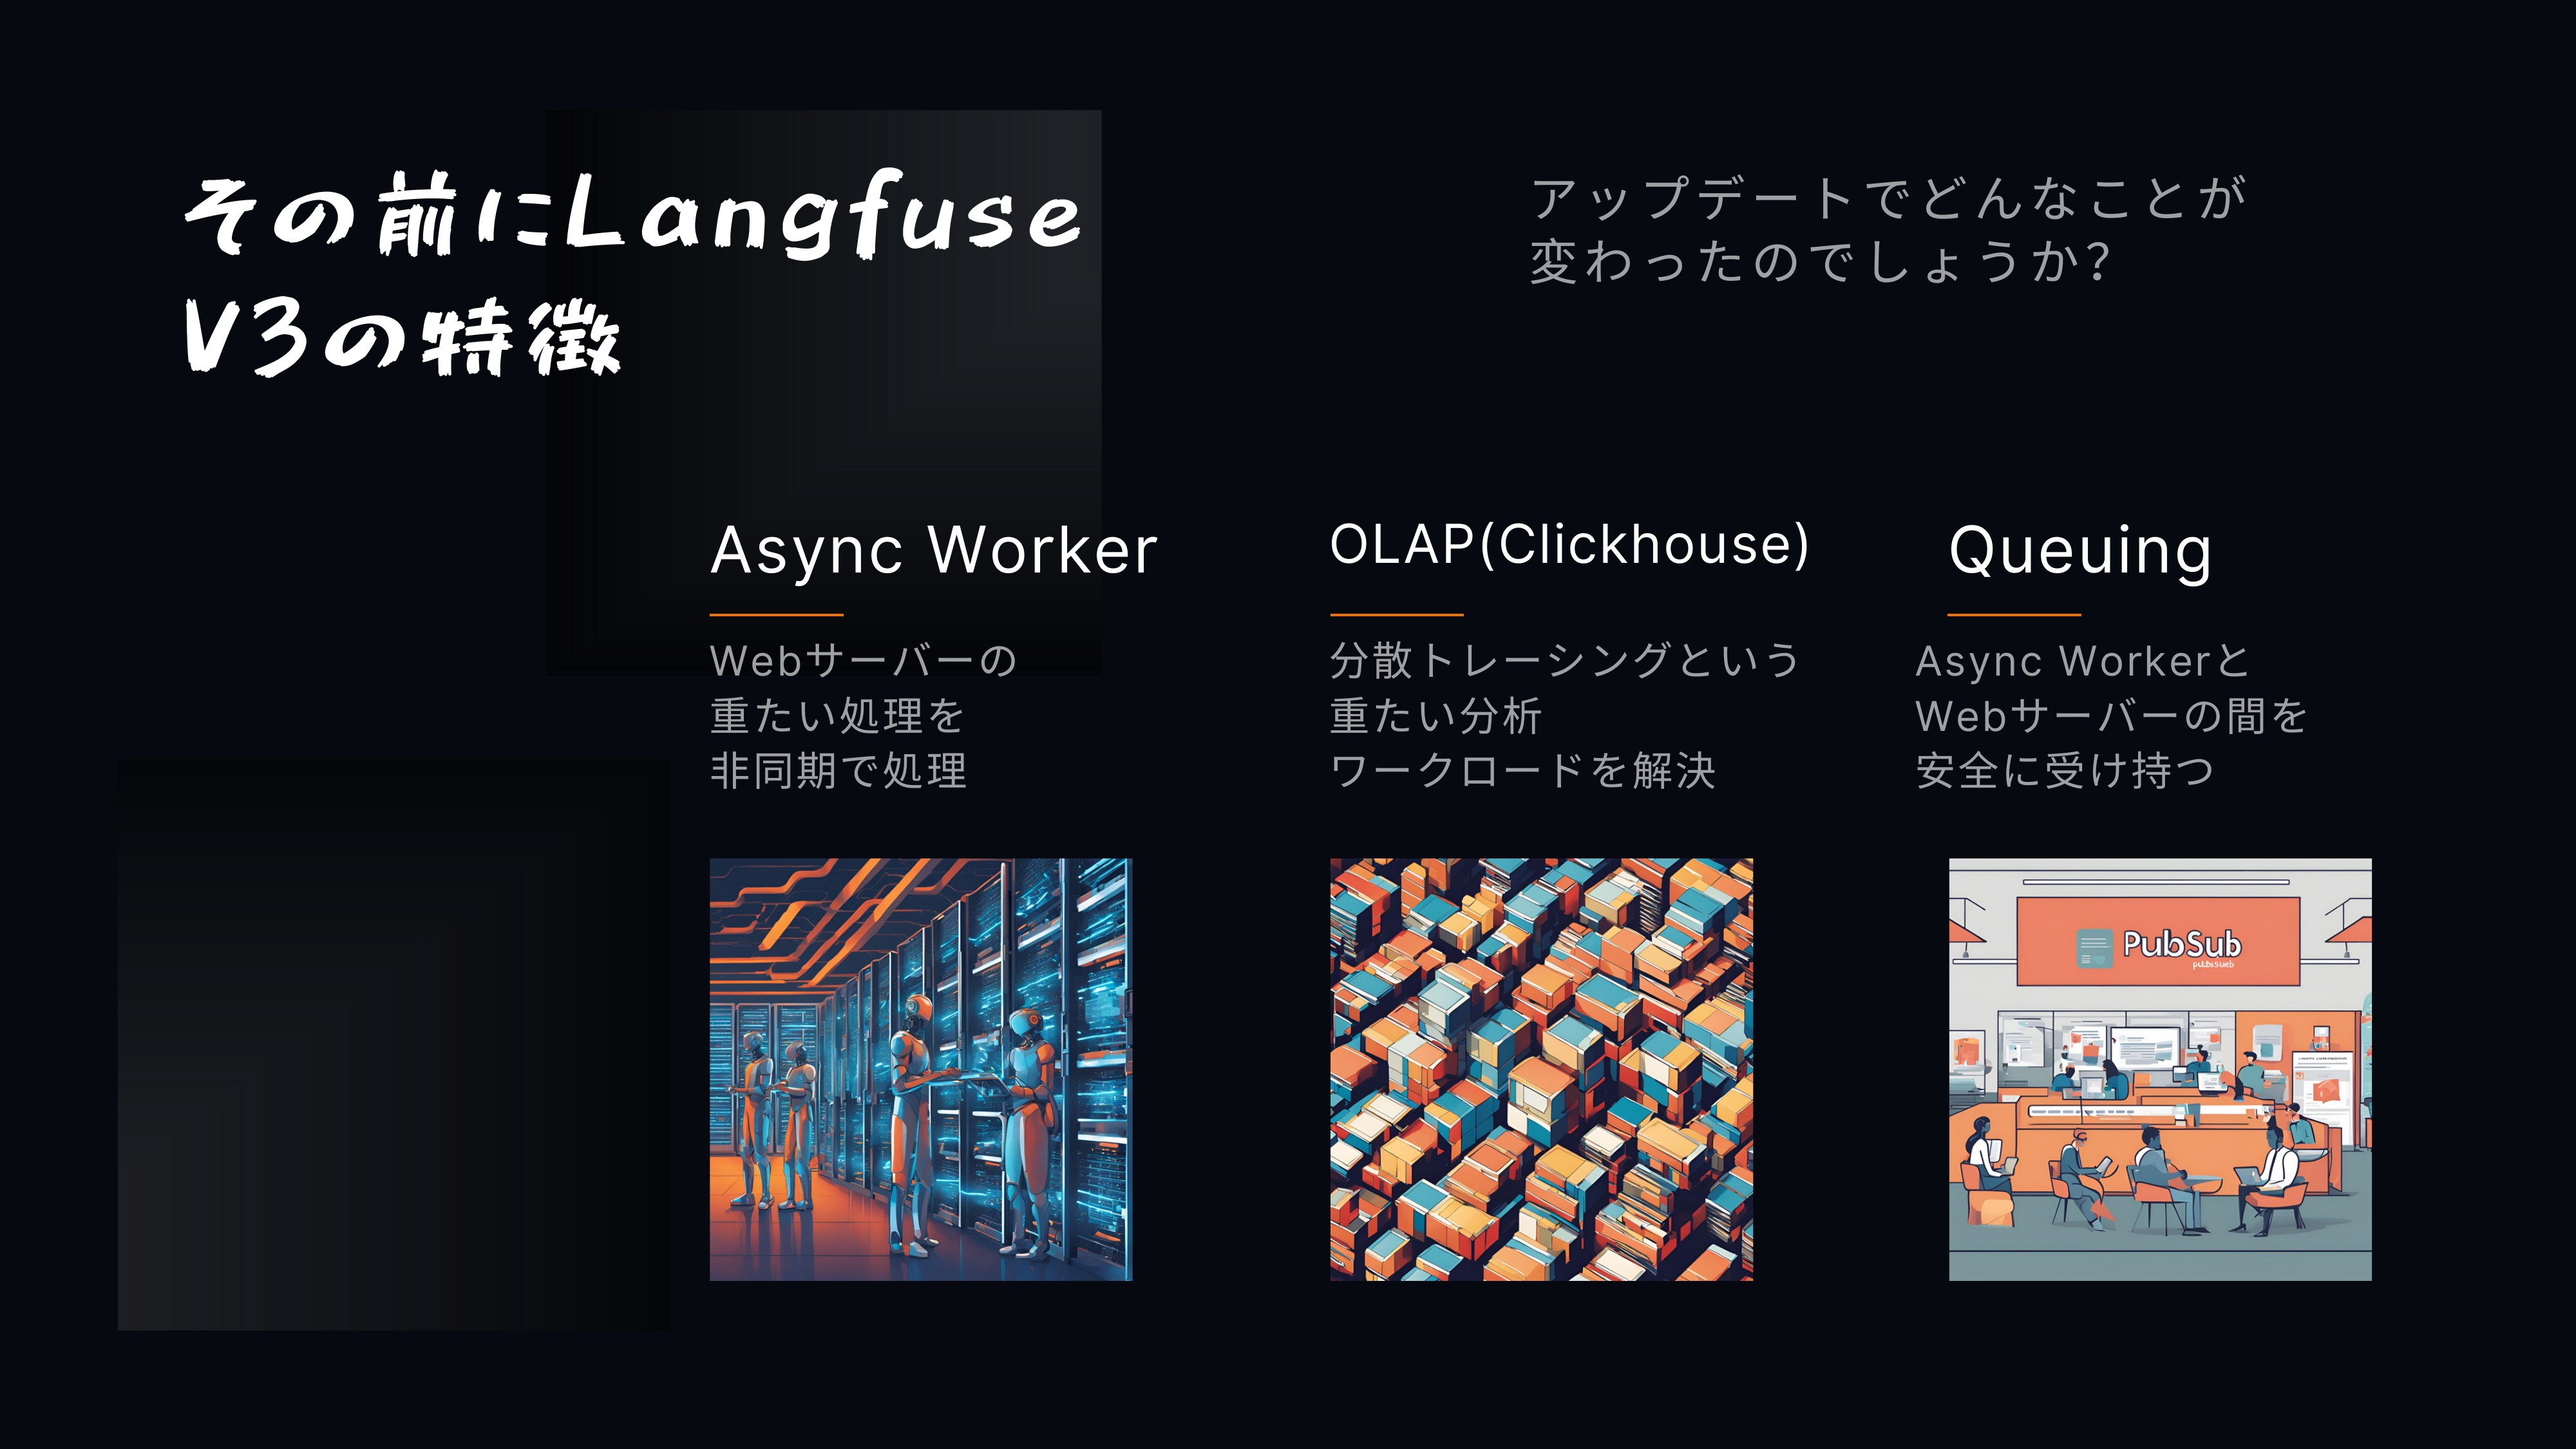 その前にLangfuse
V3の特徴
アップデートでどんなことが
変わったのでしょうか?
Async Worker
Webサーバーの
重たい処理を
非同期で処理
OLAP(Clickhouse)
分散トレーシングという
重たい分析
ワークロードを解決
Queuing
Async Workerと
Webサーバーの間を
安全に受け持つ
PubSub